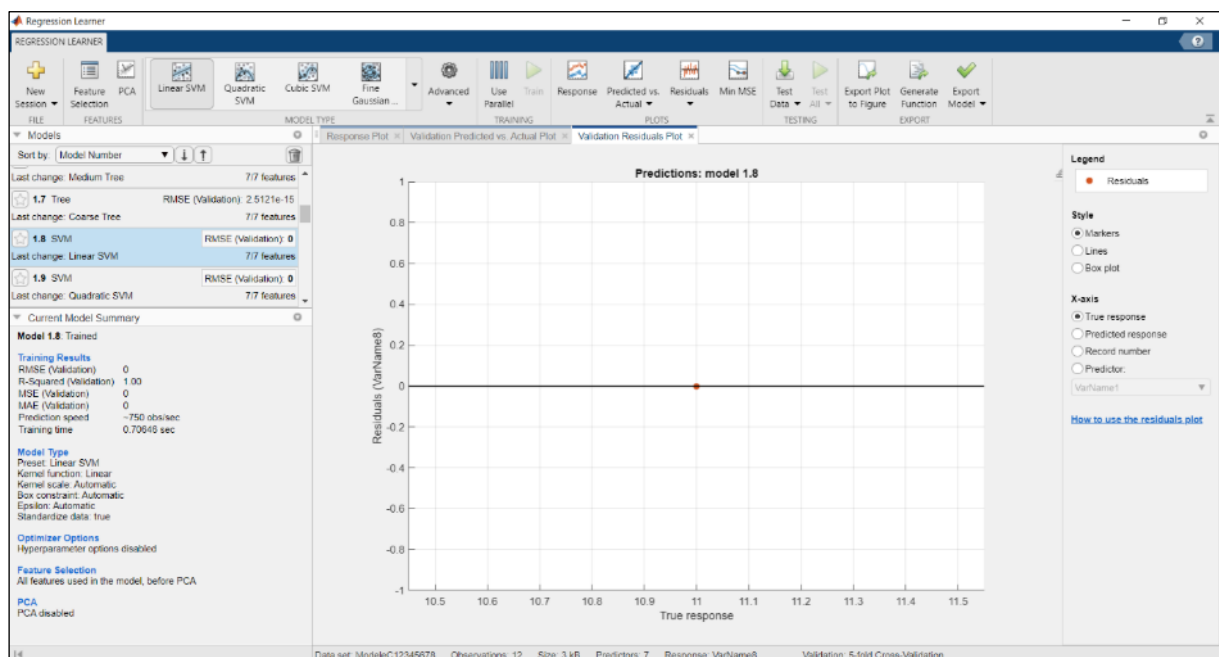 Regression Learner
REGRESSION LEARNER
New Session
Feature Selection
PCA
Linear SVM
Quadratic SVM
Cubic SVM
Fine Gaussian ...
Advanced
Use Parallel
Train
Response
Predicted vs. Actual
Residuals
Min MSE
Test Data
Test All
Export Plot to Figure
Generate Function
Export Model
FILE
FEATURES
MODEL TYPE
TRAINING
PLOTS
TESTING
EXPORT
Models
Sort by: Model Number
Last change: Medium Tree 7/7 features
1.7 Tree RMSE (Validation): 2.5121e-15
Last change: Coarse Tree 7/7 features
1.8 SVM RMSE (Validation): 0
Last change: Linear SVM 7/7 features
1.9 SVM RMSE (Validation): 0
Last change: Quadratic SVM 7/7 features
Current Model Summary
Model 1.8: Trained
Training Results
RMSE (Validation) 0
R-Squared (Validation) 1.00
MSE (Validation) 0
MAE (Validation) 0
Prediction speed ~750 obs/sec
Training time 0.70646 sec
Model Type
Preset: Linear SVM
Kernel function: Linear
Kernel scale: Automatic
Box constraint: Automatic
Epsilon: Automatic
Standardize data: true
Optimizer Options
Hyperparameter options disabled
Feature Selection
All features used in the model, before PCA
PCA
PCA disabled
Response Plot
Validation Predicted vs. Actual Plot
Validation Residuals Plot
Predictions: model 1.8
1
0.8
0.6
0.4
0.2
0
-0.2
-0.4
-0.6
-0.8
-1
Residuals (VarName8)
10.5 10.6 10.7 10.8 10.9 11 11.1 11.2 11.3 11.4 11.5
True response
Legend
Residuals
Style
Markers
Lines
Box plot
X-axis
True response
Predicted response
Record number
Predictor:
VarName1
How to use the residuals plot
Data set: ModeleC12345678 Observations: 12 Size: 3 kB Predictors: 7 Response: VarName8 Validation: 5-fold Cross-Validation